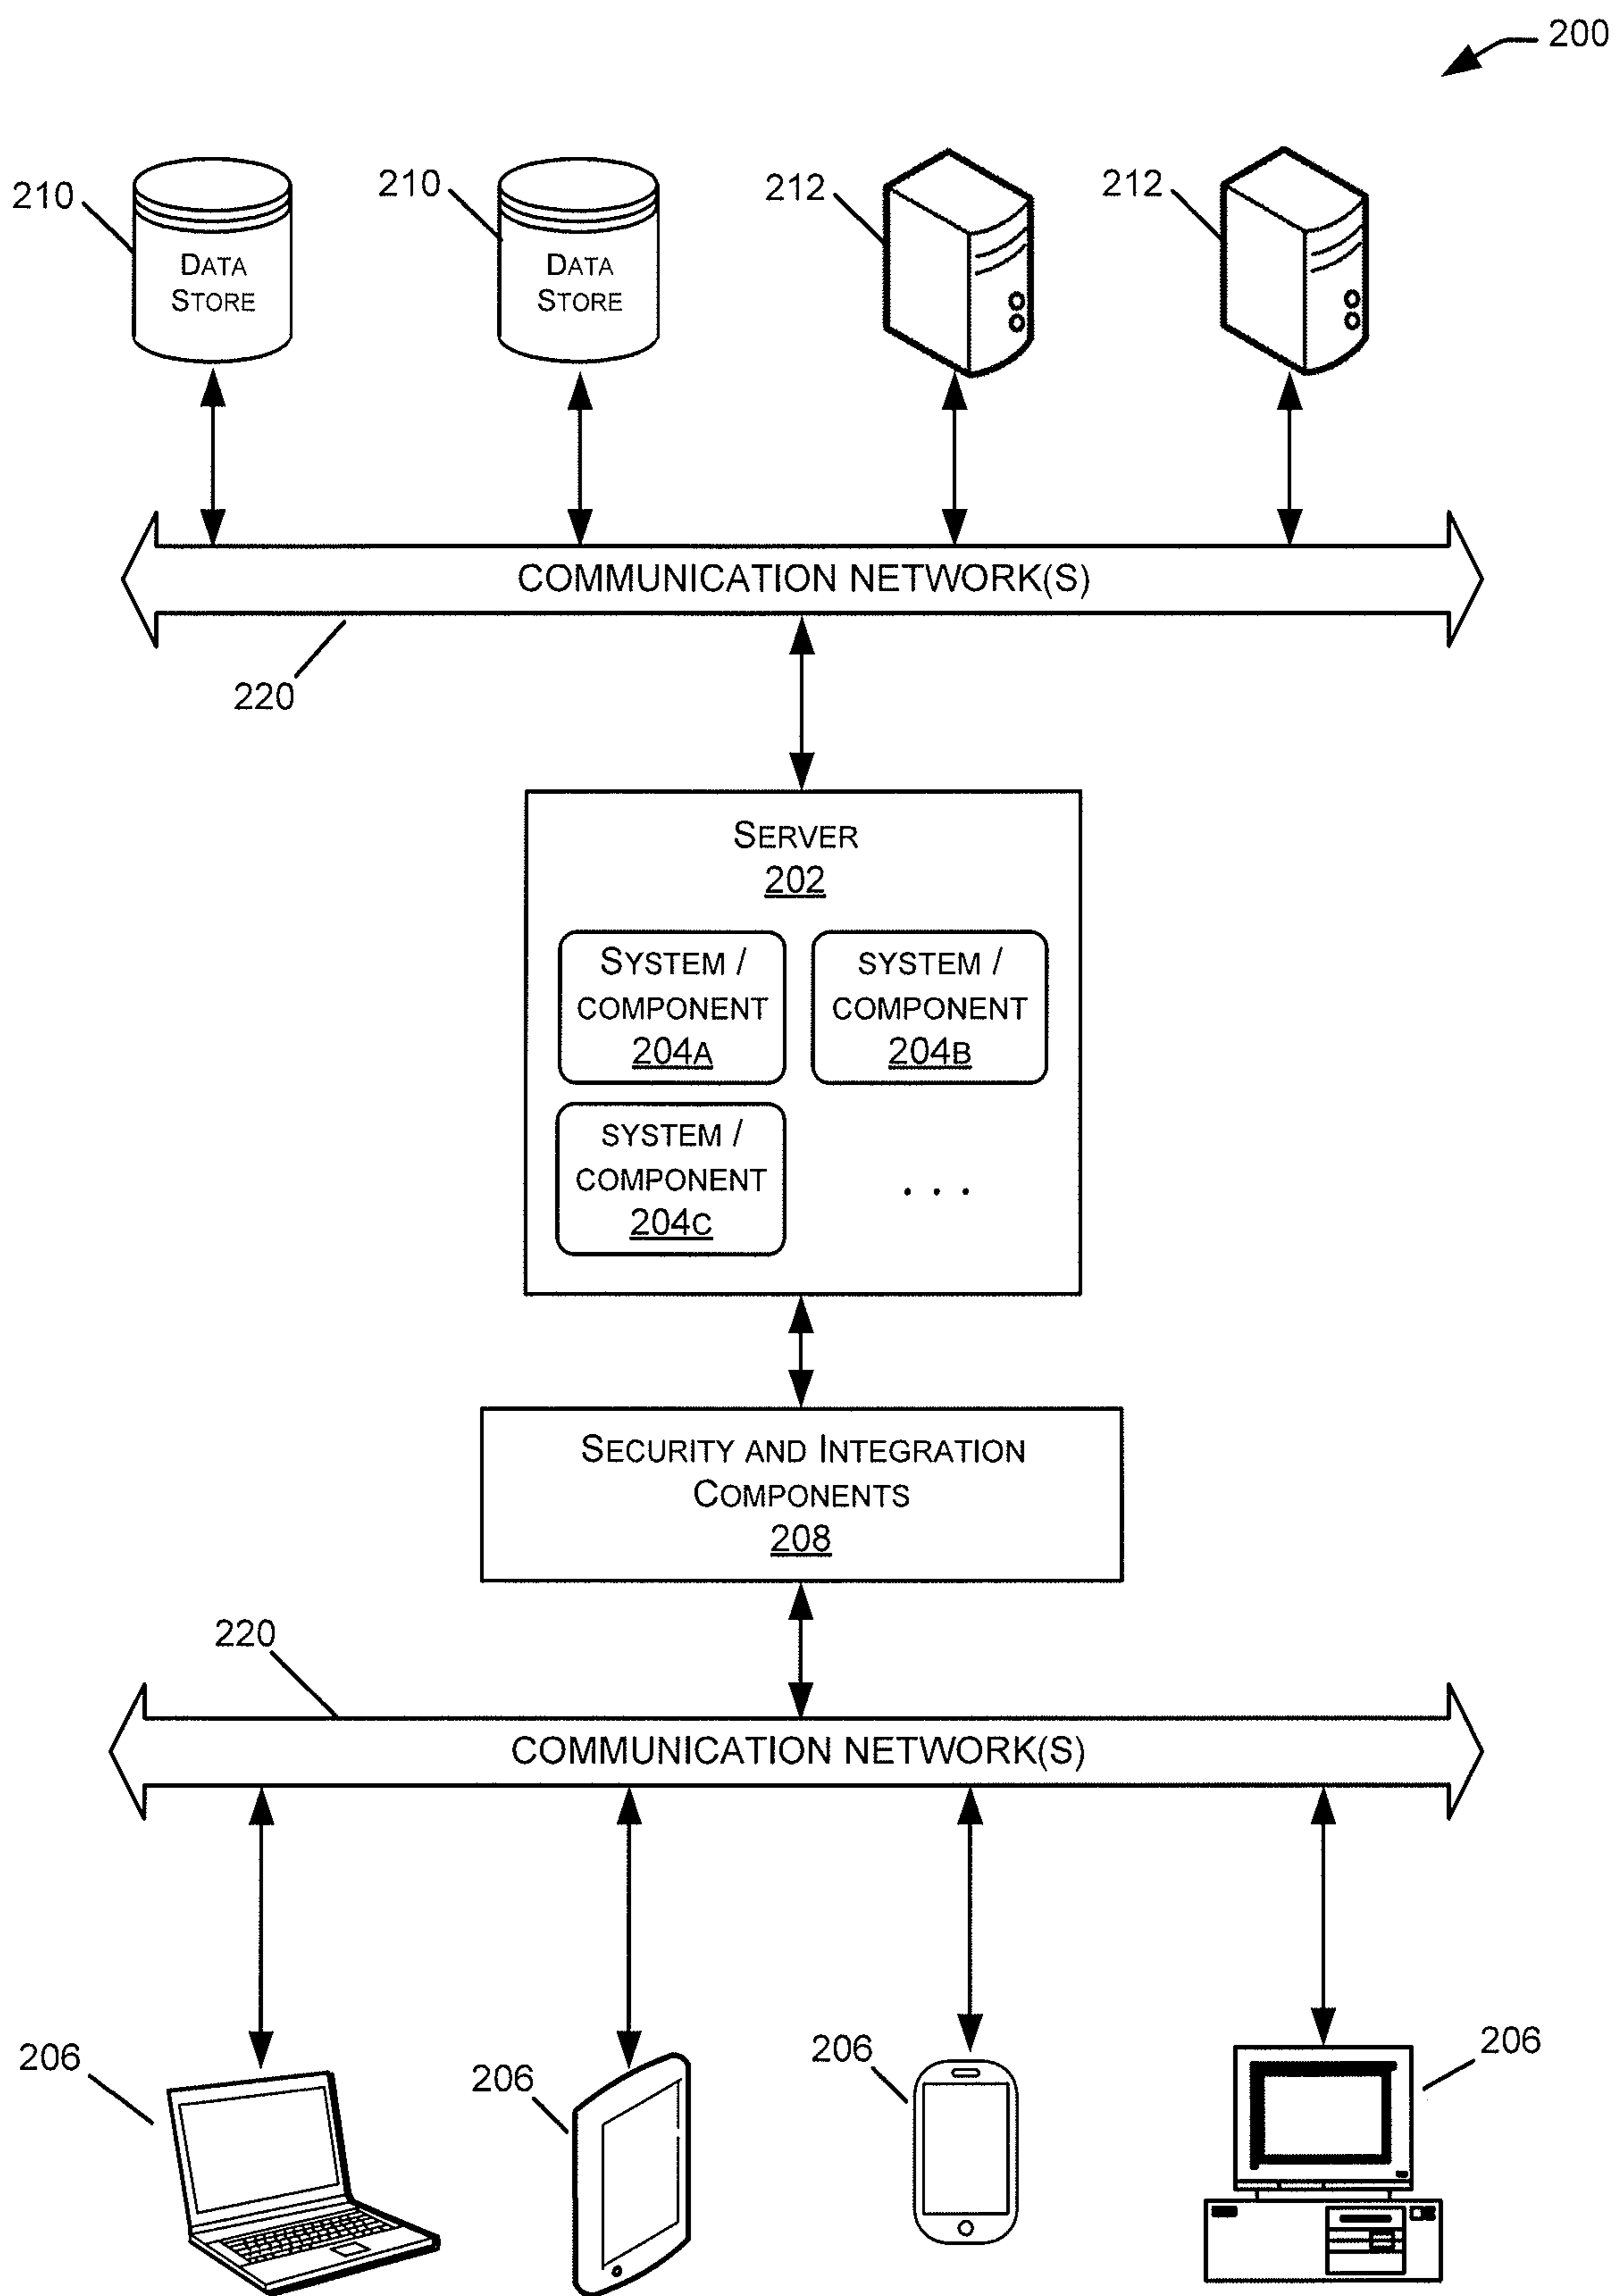 200
210
210
212
212
DATA
STORE
DATA
STORE
COMMUNICATION NETWORK(S)
220
SERVER
202
SYSTEM /
COMPONENT
204A
SYSTEM /
COMPONENT
204B
SYSTEM /
COMPONENT
204C
. . .
SECURITY AND INTEGRATION
COMPONENTS
208
220
COMMUNICATION NETWORK(S)
206
206
206
206